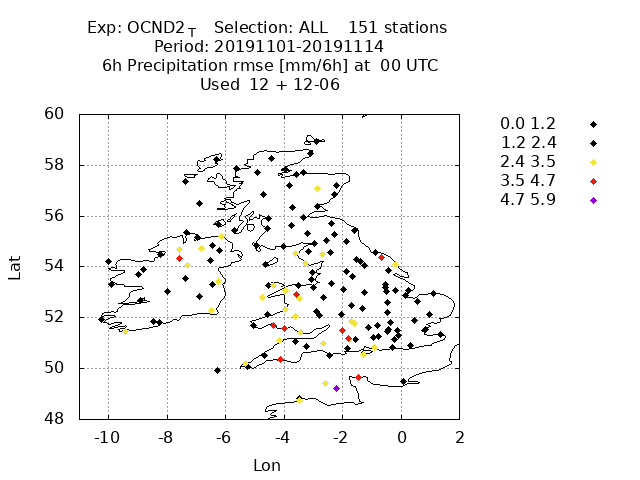 Exp: OCND2 T Selection: ALL 151 stations
Period: 20191101-20191114
6h Precipitation rmse [mm/6h] at 00 UTC
Used 12 + 12-06
0.0 1.2
1.2 2.4
2.4 3.5
3.5 4.7
4.7 5.9
60
58
56
54
52
50
48
Lat
-10 -8 -6 -4 -2 0 2
Lon